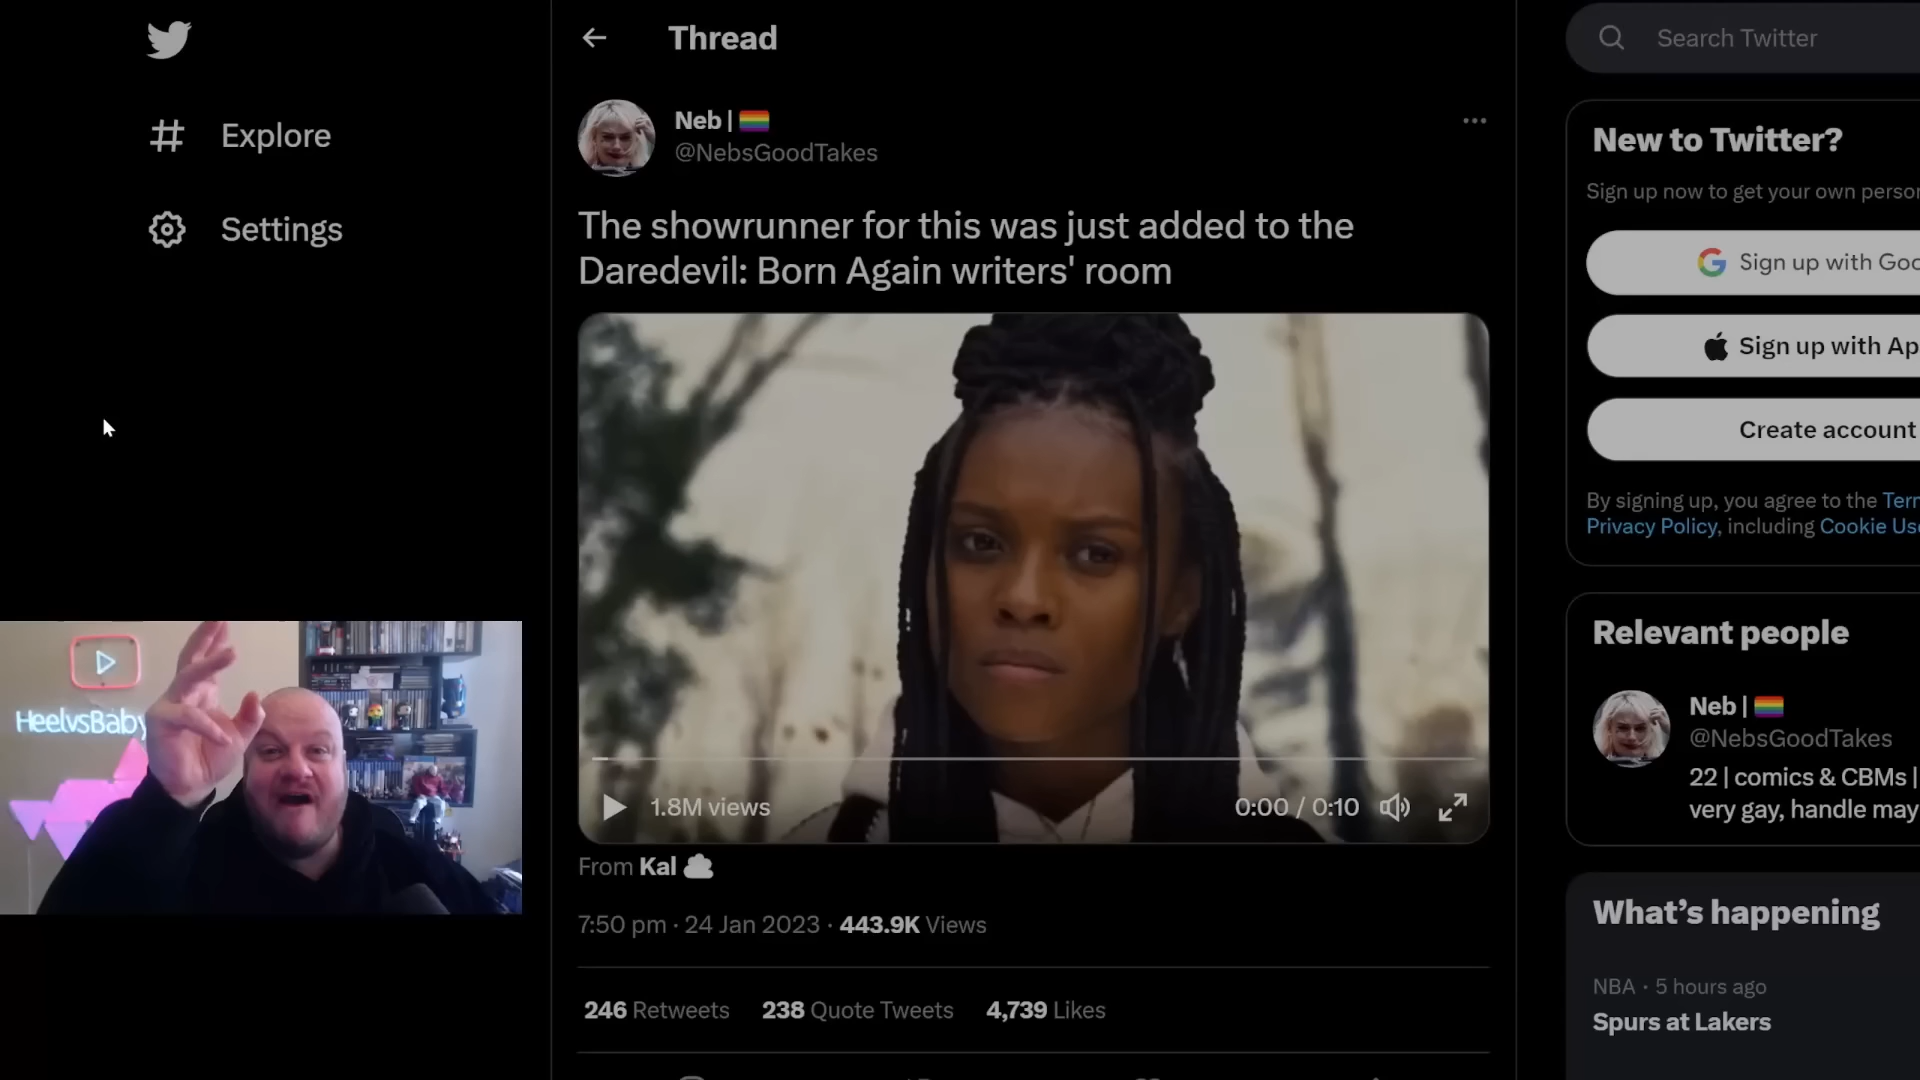 Explore
Settings
HeelvsBaby
Thread
Neb |
@NebsGoodTakes
The showrunner for this was just added to the
Daredevil: Born Again writers' room
1.8M views
0:00 / 0:10
From Kal
7:50 pm · 24 Jan 2023 · 443.9K Views
246 Retweets 238 Quote Tweets 4,739 Likes
Search Twitter
New to Twitter?
Sign up now to get your own person
Sign up with Goo
Sign up with Ap
Create account
By signing up, you agree to the Tern
Privacy Policy, including Cookie Use
Relevant people
Neb |
@NebsGoodTakes
22 | comics & CBMs |
very gay, handle may
What's happening
NBA · 5 hours ago
Spurs at Lakers